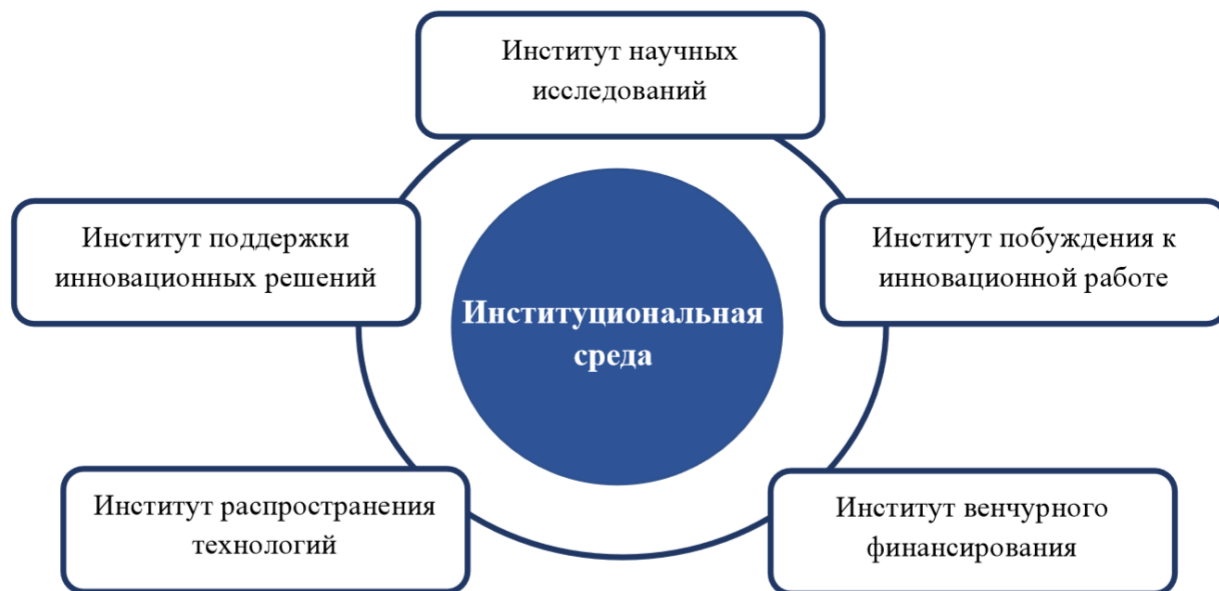 Институт научных
исследований
Институт поддержки
инновационных решений
Институт побуждения к
инновационной работе
Институциональная
среда
Институт распространения
технологий
Институт венчурного
финансирования